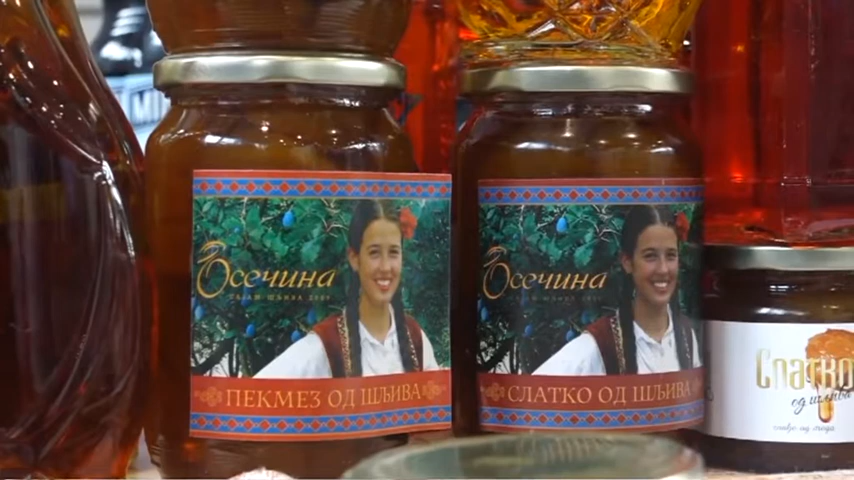 Осечина
ПЕКМЕЗ ОД ШЉИВА
Осечина
СЛАТКО ОД ШЉИВА
Слатко
од шљива